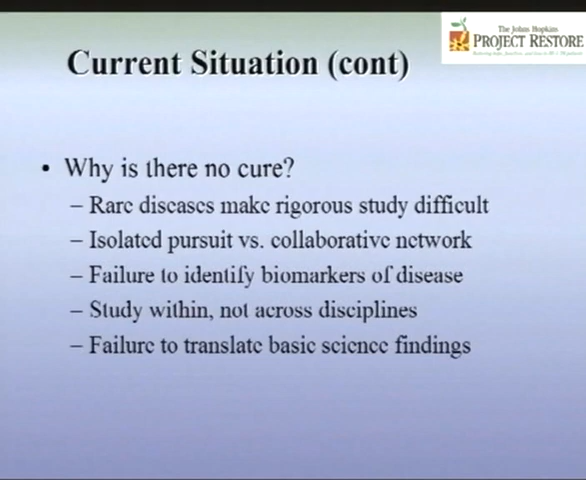 The Johns Hopkins
PROJECT RESTORE
Current Situation (cont)
• Why is there no cure?
– Rare diseases make rigorous study difficult
– Isolated pursuit vs. collaborative network
– Failure to identify biomarkers of disease
– Study within, not across disciplines
– Failure to translate basic science findings